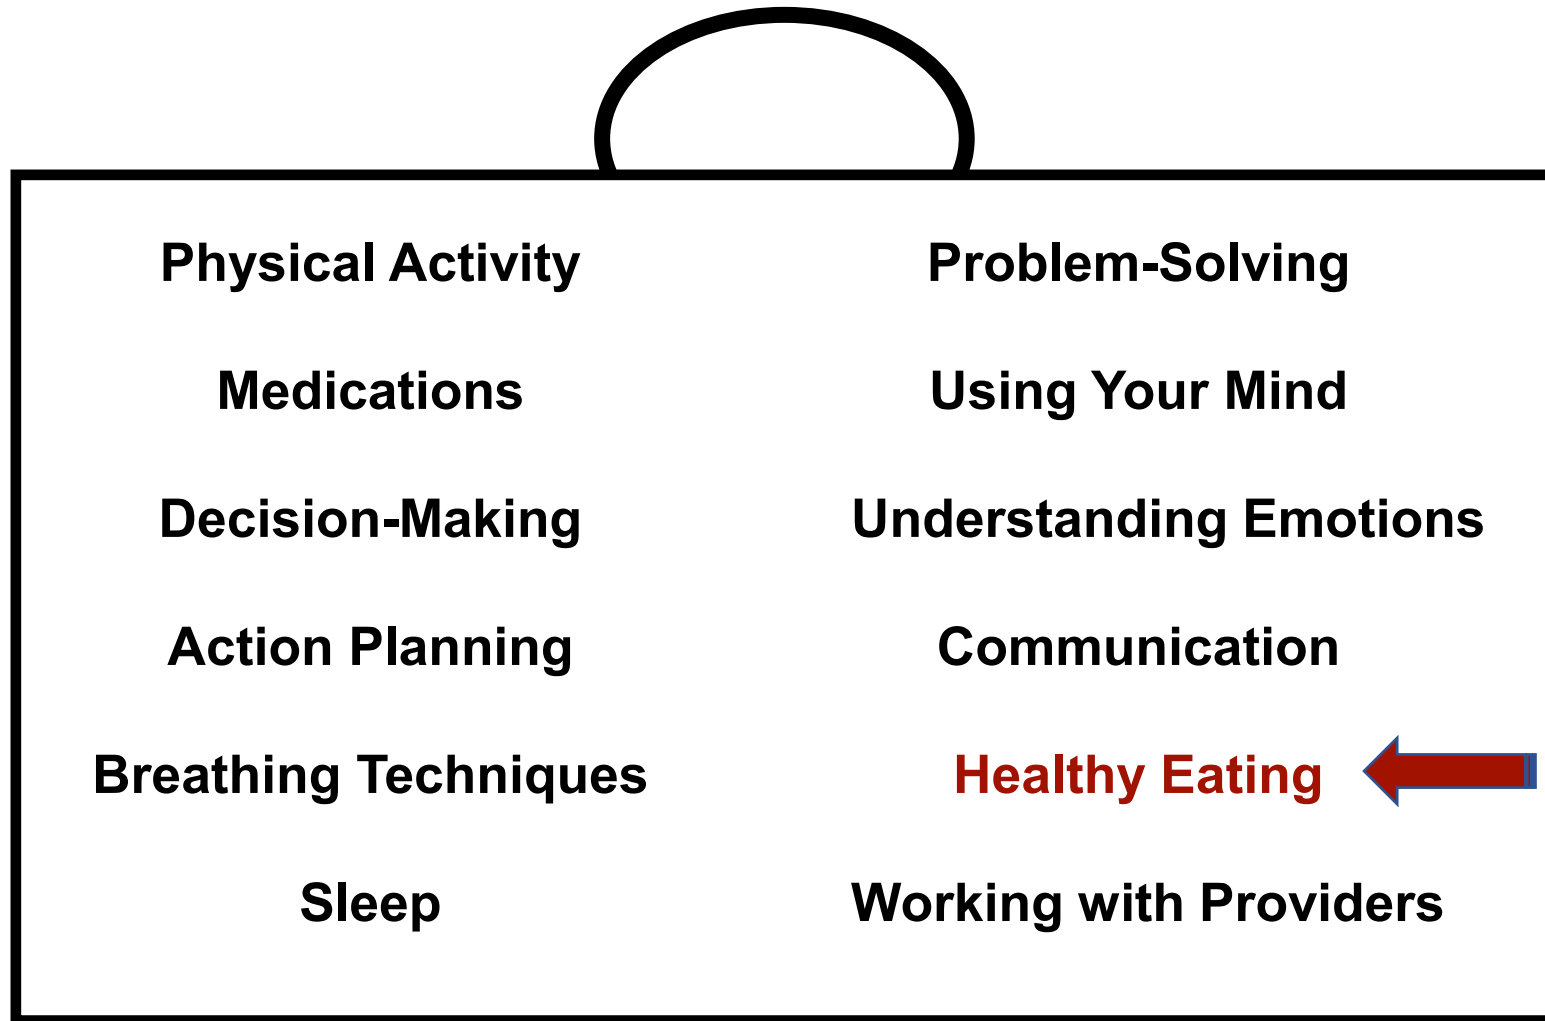 Physical Activity
Problem-Solving
Medications
Using Your Mind
Decision-Making
Understanding Emotions
Action Planning
Communication
Breathing Techniques
Healthy Eating
Sleep
Working with Providers